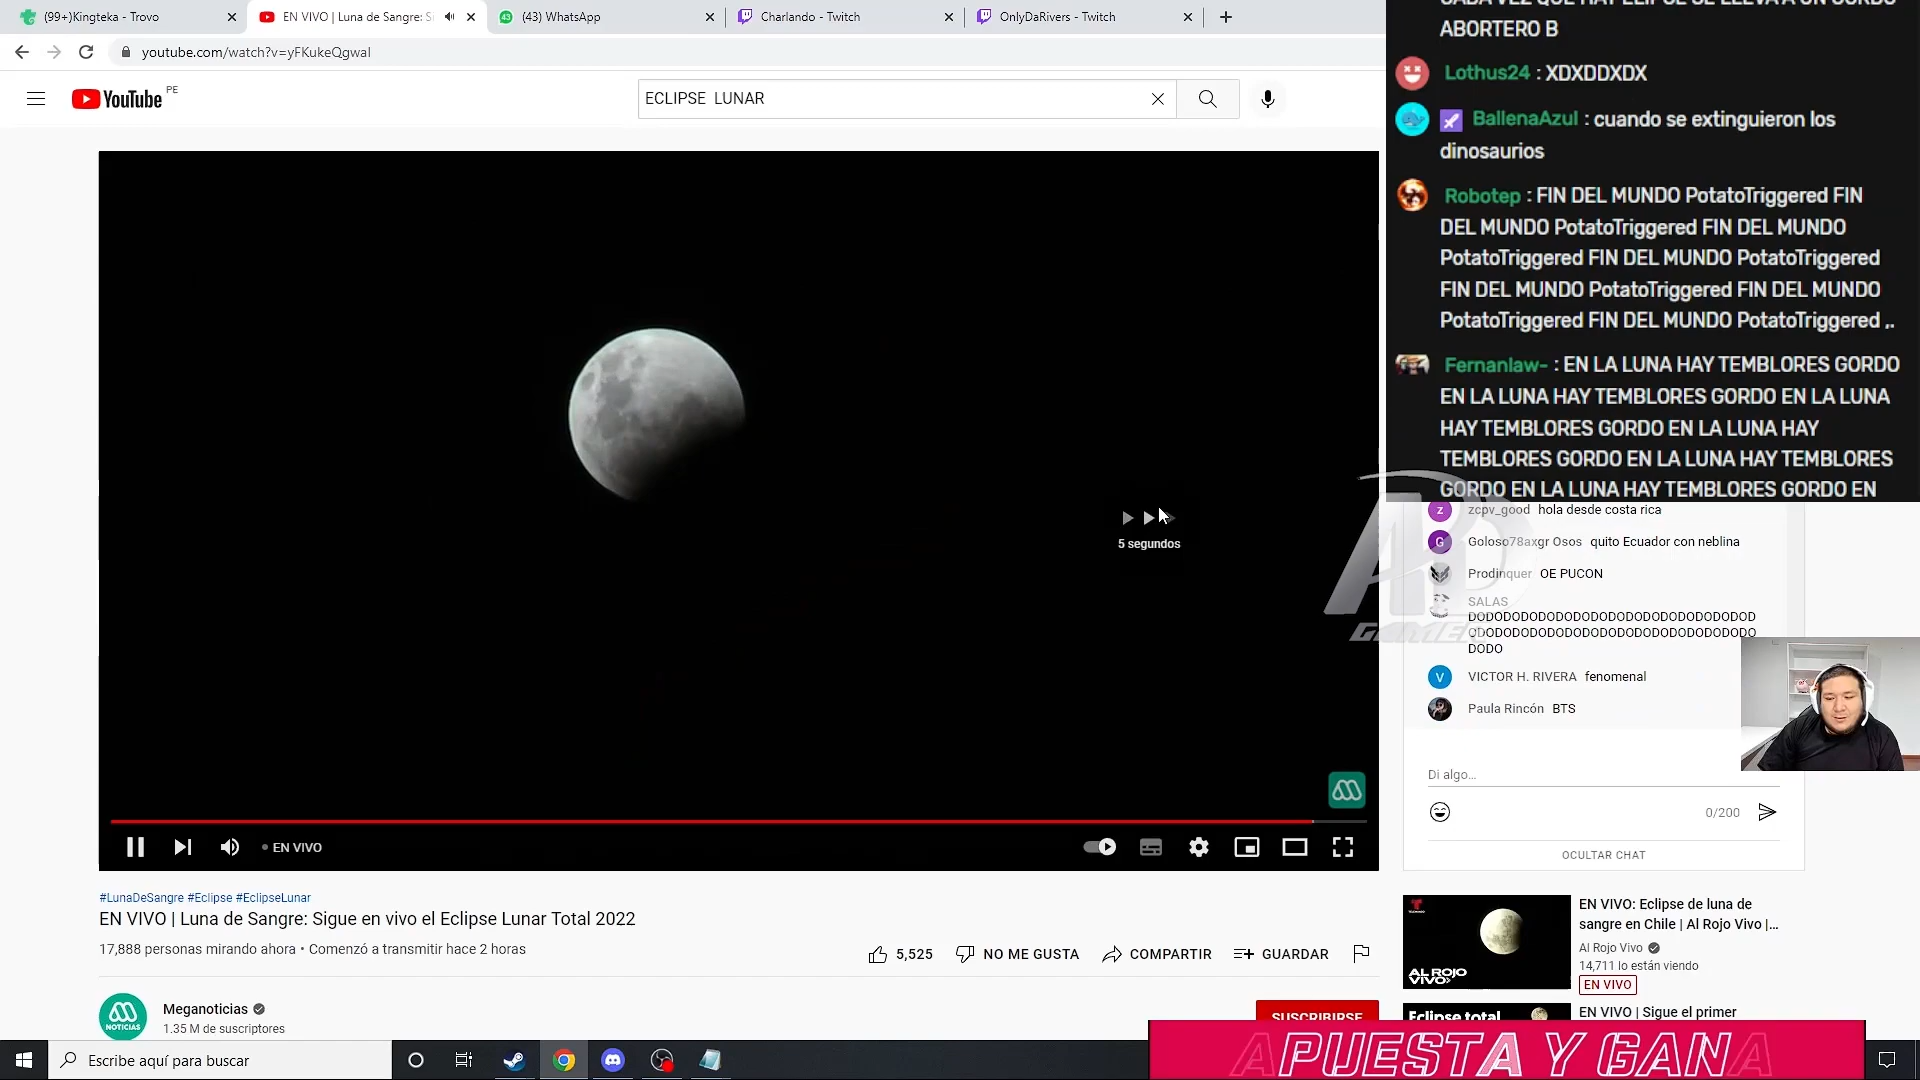 (99+)Kingteka - Trovo
EN VIVO | Luna de Sangre: S
(43) WhatsApp
Charlando - Twitch
OnlyDaRivers - Twitch
youtube.com/watch?v=yFKukeQgwaI
YouTube PE
ECLIPSE  LUNAR
ABORTERO B
Lothus24 : XDXDDXDX
BallenaAzul : cuando se extinguieron los
dinosaurios
Robotep : FIN DEL MUNDO PotatoTriggered FIN
DEL MUNDO PotatoTriggered FIN DEL MUNDO
PotatoTriggered FIN DEL MUNDO PotatoTriggered
FIN DEL MUNDO PotatoTriggered FIN DEL MUNDO
PotatoTriggered FIN DEL MUNDO PotatoTriggered ,.
Fernanlaw- : EN LA LUNA HAY TEMBLORES GORDO
EN LA LUNA HAY TEMBLORES GORDO EN LA LUNA
HAY TEMBLORES GORDO EN LA LUNA HAY
TEMBLORES GORDO EN LA LUNA HAY TEMBLORES
GORDO EN LA LUNA HAY TEMBLORES GORDO EN
5 segundos
zcpv_good hola desde costa rica
Goloso78axgr Osos quito Ecuador con neblina
Prodinquer OE PUCON
SALAS
DODODODODODODODODODODODODODODODOD
ODODODODODODODODODODODODODODODODO
DODO
VICTOR H. RIVERA fenomenal
Paula Rincón BTS
GAMER
Di algo...
0/200
OCULTAR CHAT
EN VIVO
#LunaDeSangre #Eclipse #EclipseLunar
EN VIVO | Luna de Sangre: Sigue en vivo el Eclipse Lunar Total 2022
17,888 personas mirando ahora • Comenzó a transmitir hace 2 horas
5,525
NO ME GUSTA
COMPARTIR
GUARDAR
NOTICIAS
Meganoticias
1.35 M de suscriptores
SUSCRIBIRSE
AL ROJO
VIVO
EN VIVO: Eclipse de luna de
sangre en Chile | Al Rojo Vivo |...
Al Rojo Vivo
14,711 lo están viendo
EN VIVO
Eclipse total
EN VIVO | Sigue el primer
Escribe aquí para buscar
APUESTA Y GANA